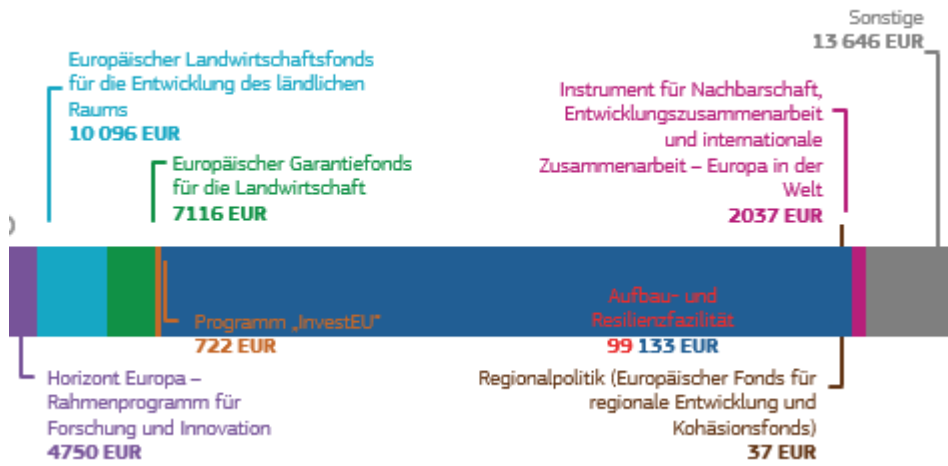 Sonstige
13 646 EUR
Europäischer Landwirtschaftsfonds
für die Entwicklung des ländlichen
Raums
10 096 EUR
Instrument für Nachbarschaft,
Entwicklungszusammenarbeit
und internationale
Zusammenarbeit – Europa in der
Welt
2037 EUR
Europäischer Garantiefonds
für die Landwirtschaft
7116 EUR
Programm „InvestEU“
722 EUR
Aufbau- und
Resilienzfazilität
99 133 EUR
Horizont Europa –
Rahmenprogramm für
Forschung und Innovation
4750 EUR
Regionalpolitik (Europäischer Fonds für
regionale Entwicklung und
Kohäsionsfonds)
37 EUR